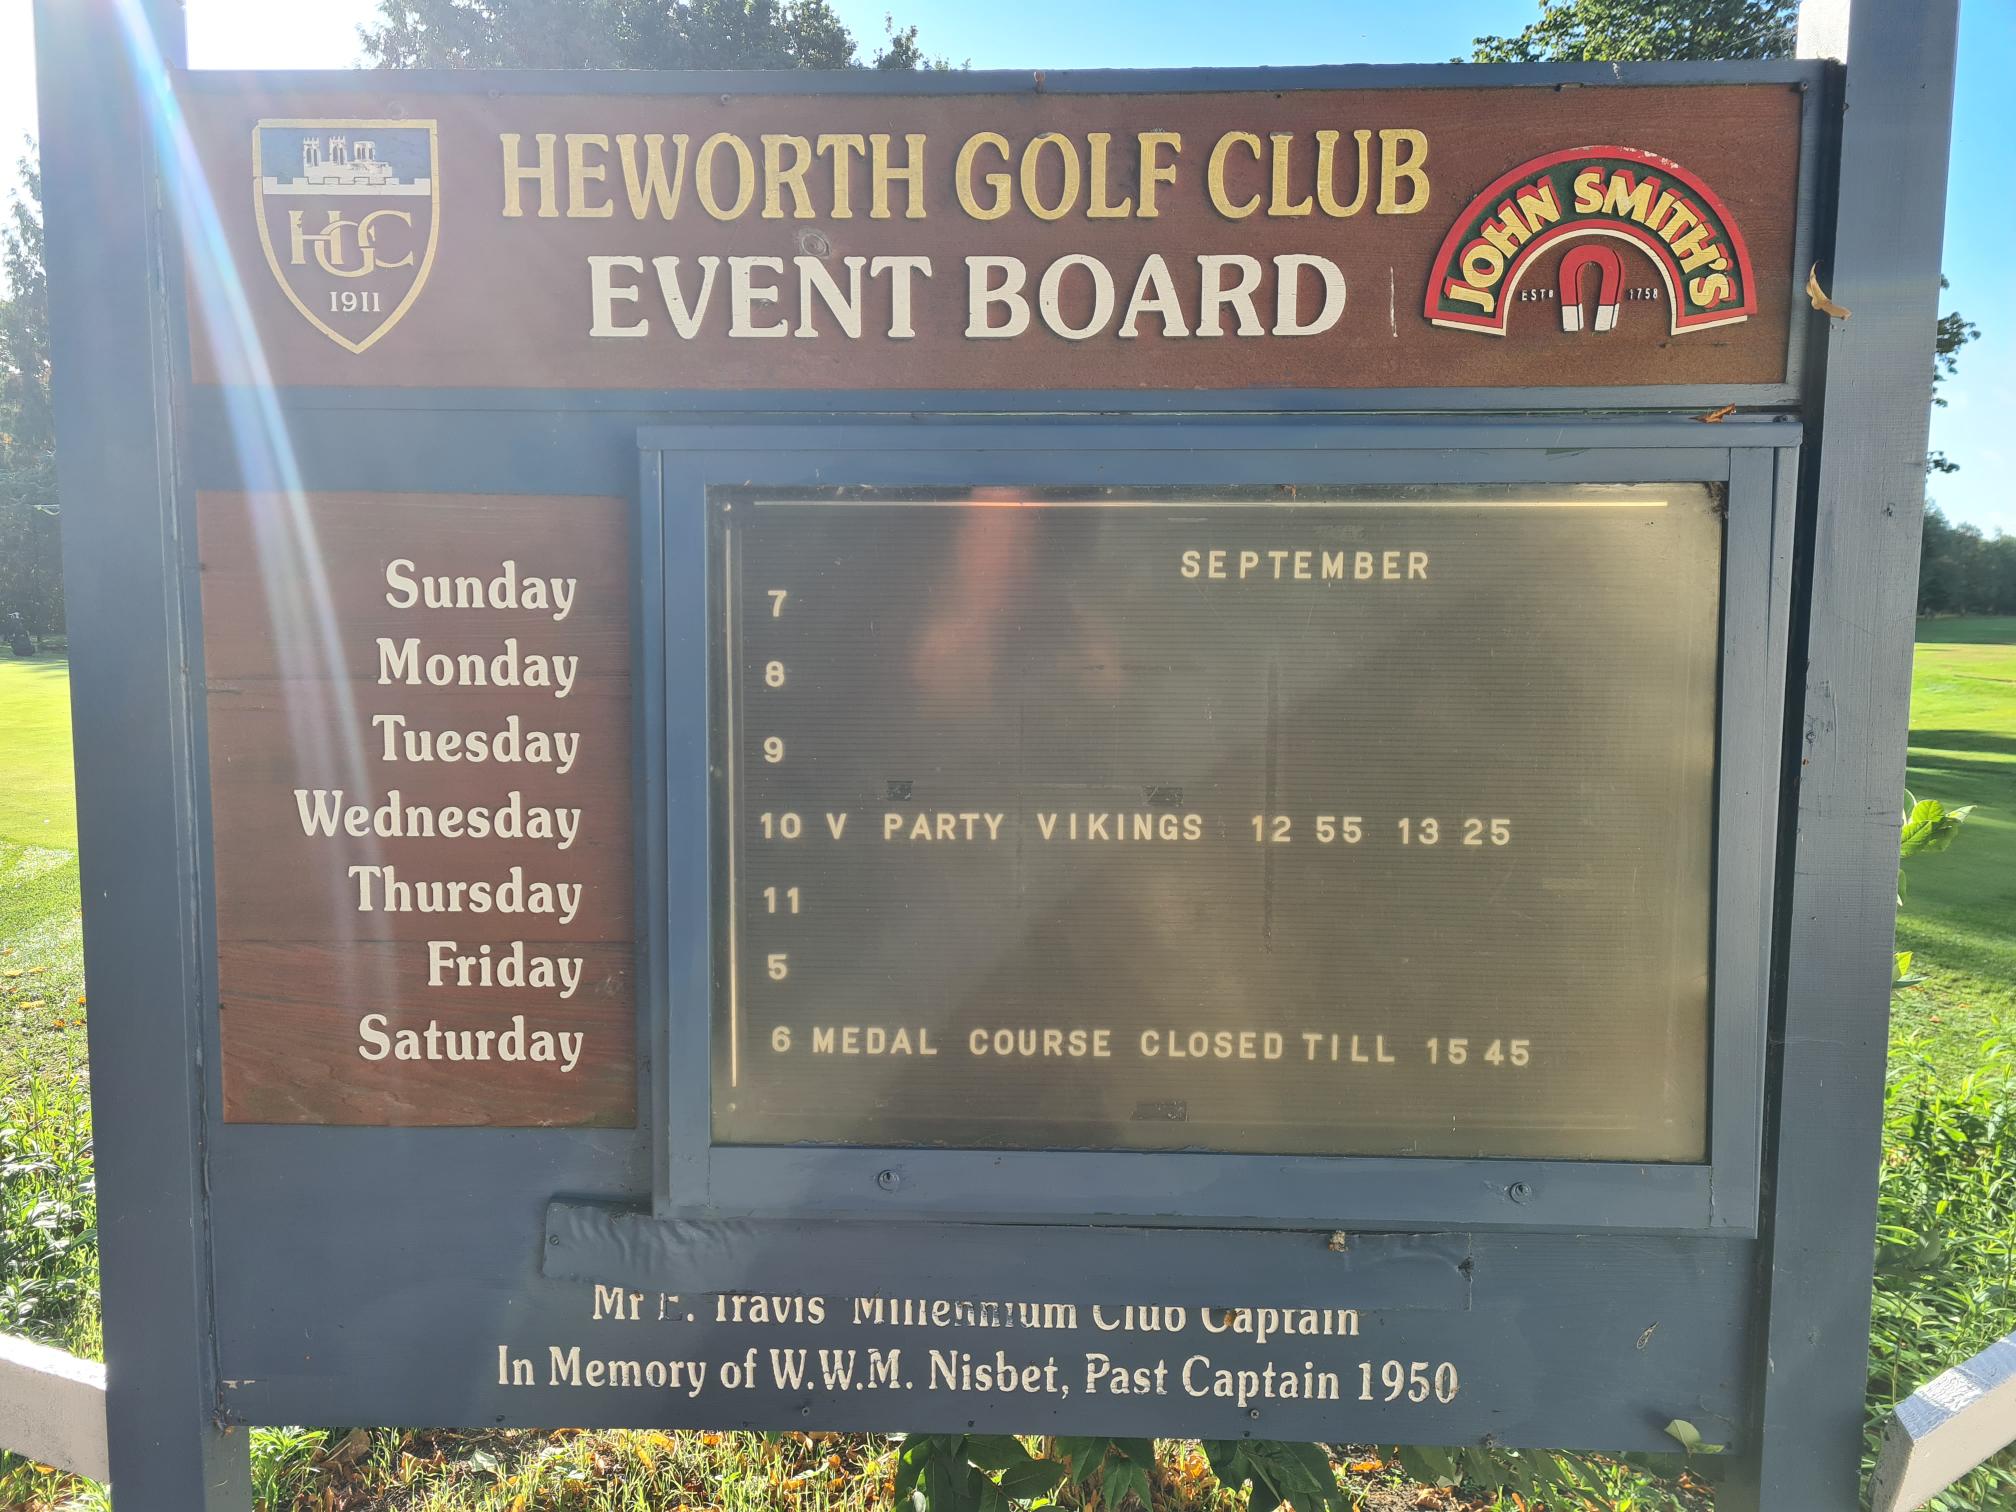 HEWORTH GOLF CLUB
EVENT BOARD
HGC
1911
JOHN SMITH'S
ESTD 1758
SEPTEMBER
Sunday 7
Monday 8
Tuesday 9
Wednesday 10 V PARTY VIKINGS 12 55 13 25
Thursday 11
Friday 5
Saturday 6 MEDAL COURSE CLOSED TILL 15 45
Mr E. Travis Millennium Club Captain
In Memory of W.W.M. Nisbet, Past Captain 1950